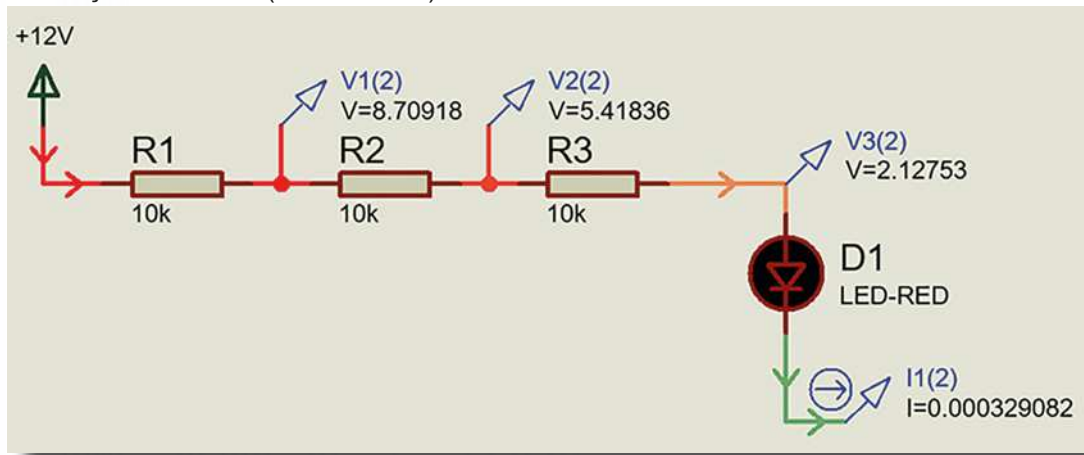 +12V
V1(2)
V=8.70918
V2(2)
V=5.41836
V3(2)
V=2.12753
R1
10k
R2
10k
R3
10k
D1
LED-RED
I1(2)
I=0.000329082